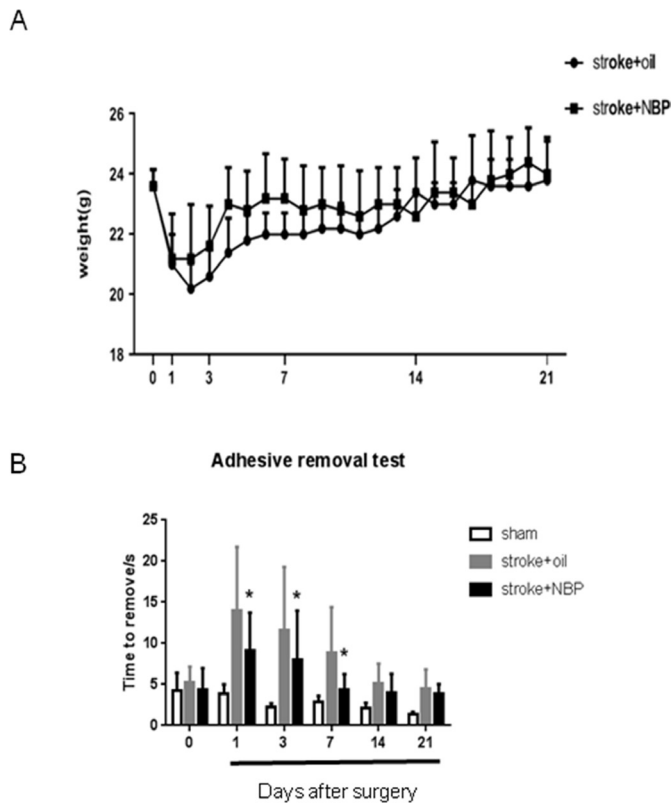 A
stroke+oil
stroke+NBP
26
24
22
20
18
weight(g)
0 1 3 7 14 21
B
Adhesive removal test
25
20
15
10
5
0
Time to remove/s
sham
stroke+oil
stroke+NBP
* * *
0 1 3 7 14 21
Days after surgery